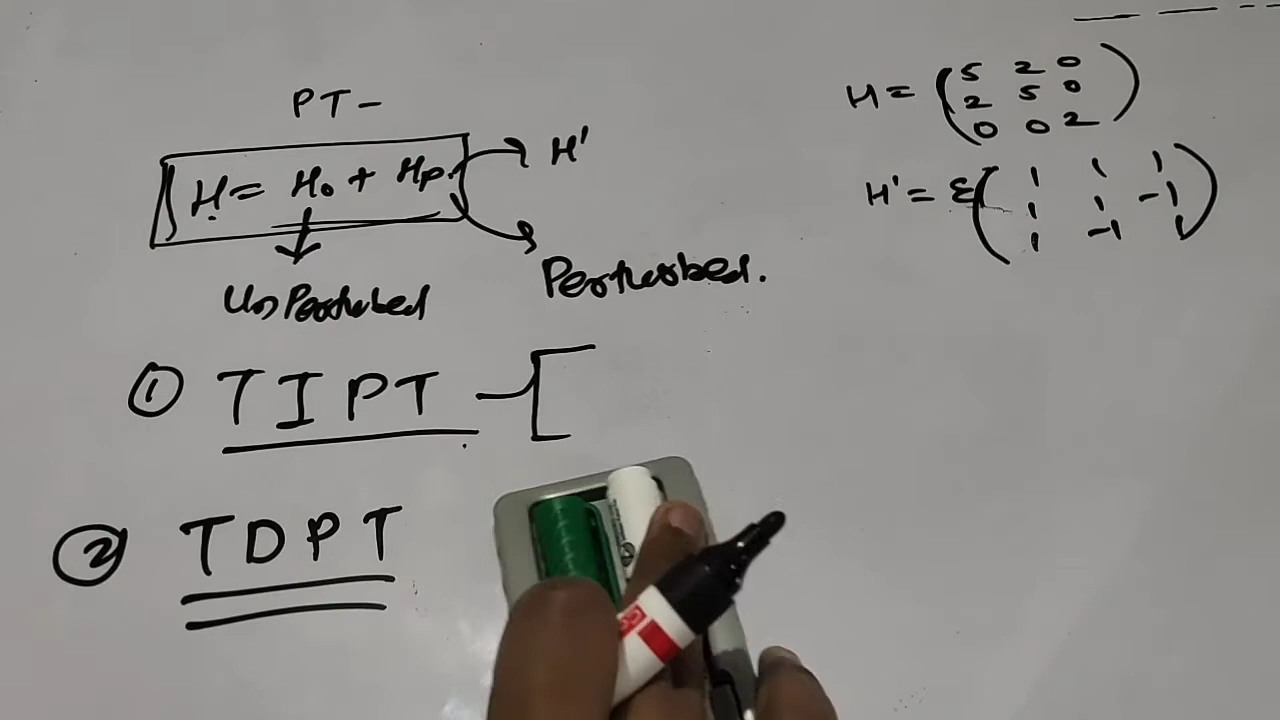 PT -
H = H₀ + Hp.
H'
UnPerturbed
Perturbed.
① TIPT
② TDPT
H = (5 2 0
2 5 0
0 0 2)
H' = ε(1 1 1
1 1 -1
1 -1 1)